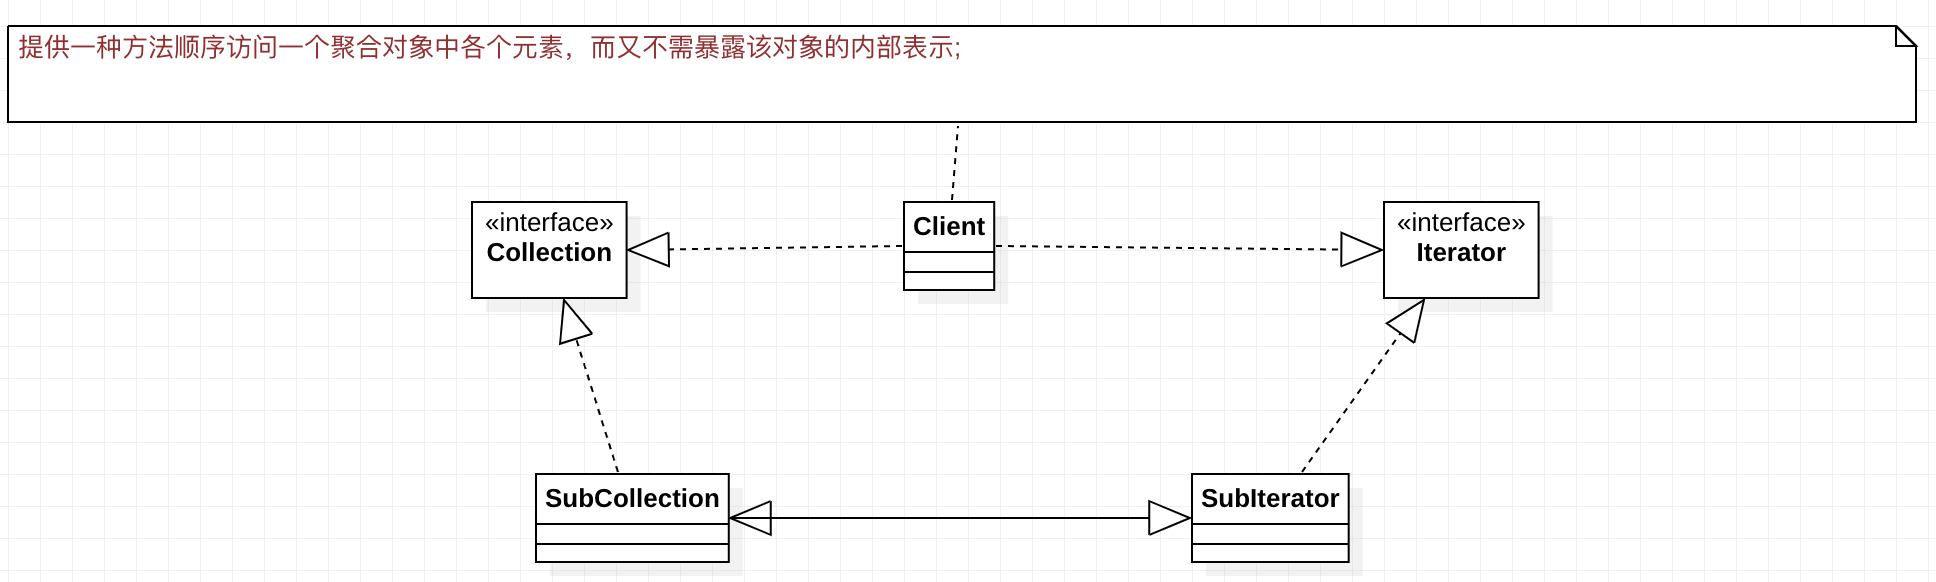 提供一种方法顺序访问一个聚合对象中各个元素，而又不需暴露该对象的内部表示;
«interface»
Collection
Client
«interface»
Iterator
SubCollection
SubIterator